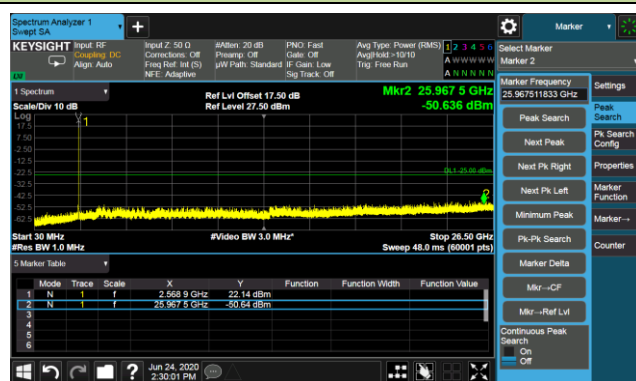 Spectrum Analyzer 1
Swept SA
Marker
KEYSIGHT
Input: RF
Coupling: DC
Align: Auto
Input Z: 50 Ω
Corrections: Off
Freq Ref: Int (S)
NFE: Adaptive
#Atten: 20 dB
Preamp: Off
µW Path: Standard
PNO: Fast
Gate: Off
IF Gain: Low
Sig Track: Off
Avg Type: Power (RMS)
Avg|Hold:>10/10
Trig: Free Run
1 2 3 4 5 6
A W W W W W
A N N N N N
LXI
Select Marker
Marker 2
1 Spectrum
Scale/Div 10 dB
Ref Lvl Offset 17.50 dB
Ref Level 27.50 dBm
Mkr2 25.967 5 GHz
-50.636 dBm
Log
17.5
7.50
-2.50
-12.5
-22.5
-32.5
-42.5
-52.5
-62.5
1
DL1 -25.00 dBm
2
Start 30 MHz
#Res BW 1.0 MHz
#Video BW 3.0 MHz*
Stop 26.50 GHz
Sweep 48.0 ms (60001 pts)
5 Marker Table
Mode Trace Scale X Y Function Function Width Function Value
1 N 1 f 2.568 9 GHz 22.14 dBm
2 N 1 f 25.967 5 GHz -50.64 dBm
3
4
5
6
Marker Frequency
25.967511833 GHz
Peak Search
Next Peak
Next Pk Right
Next Pk Left
Minimum Peak
Pk-Pk Search
Marker Delta
Mkr→CF
Mkr→Ref Lvl
Continuous Peak
Search
On
Off
Settings
Peak
Search
Pk Search
Config
Properties
Marker
Function
Marker→
Counter
Jun 24, 2020
2:30:01 PM